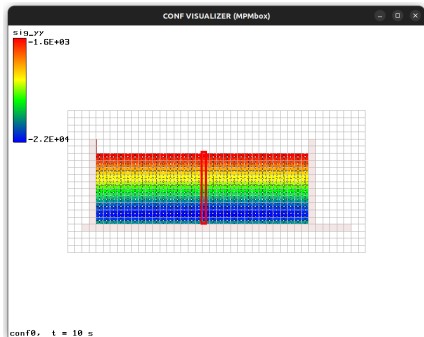 CONF VISUALIZER (MPMbox)
sig_yy
-1.6E+03
-2.2E+04
conf0,  t = 10 s